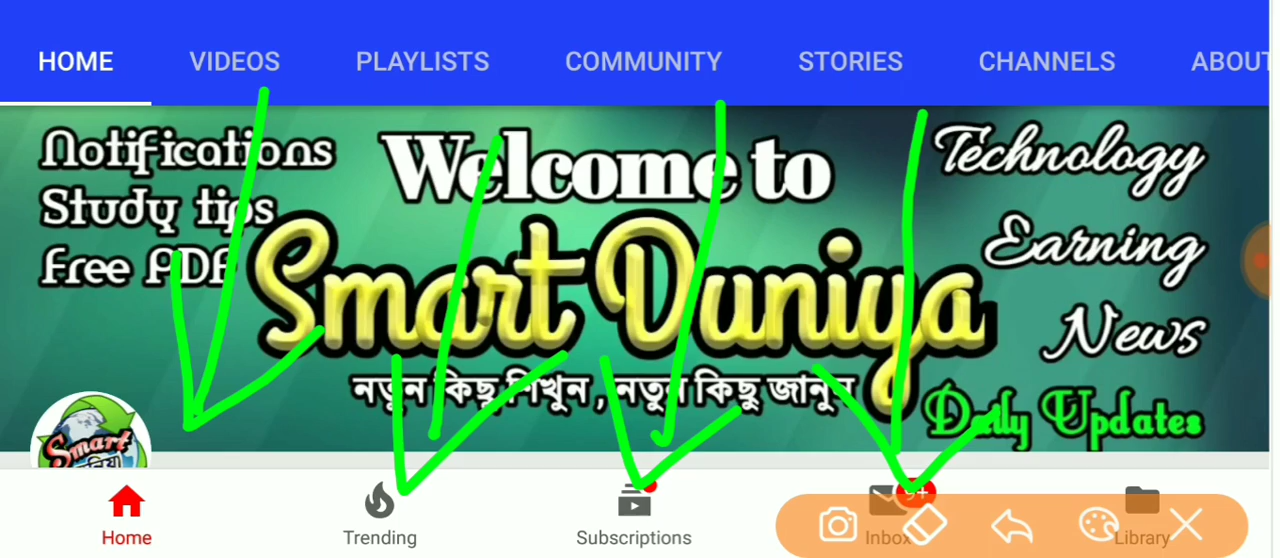 HOME VIDEOS PLAYLISTS COMMUNITY STORIES CHANNELS ABOUT
Notifications
Study tips
Free PDF
Welcome to
Smart Duniya
নতুন কিছু শিখুন , নতুন কিছু জানুন
Technology
Earning
News
Daily Updates
Smart
Home Trending Subscriptions Inbox Library